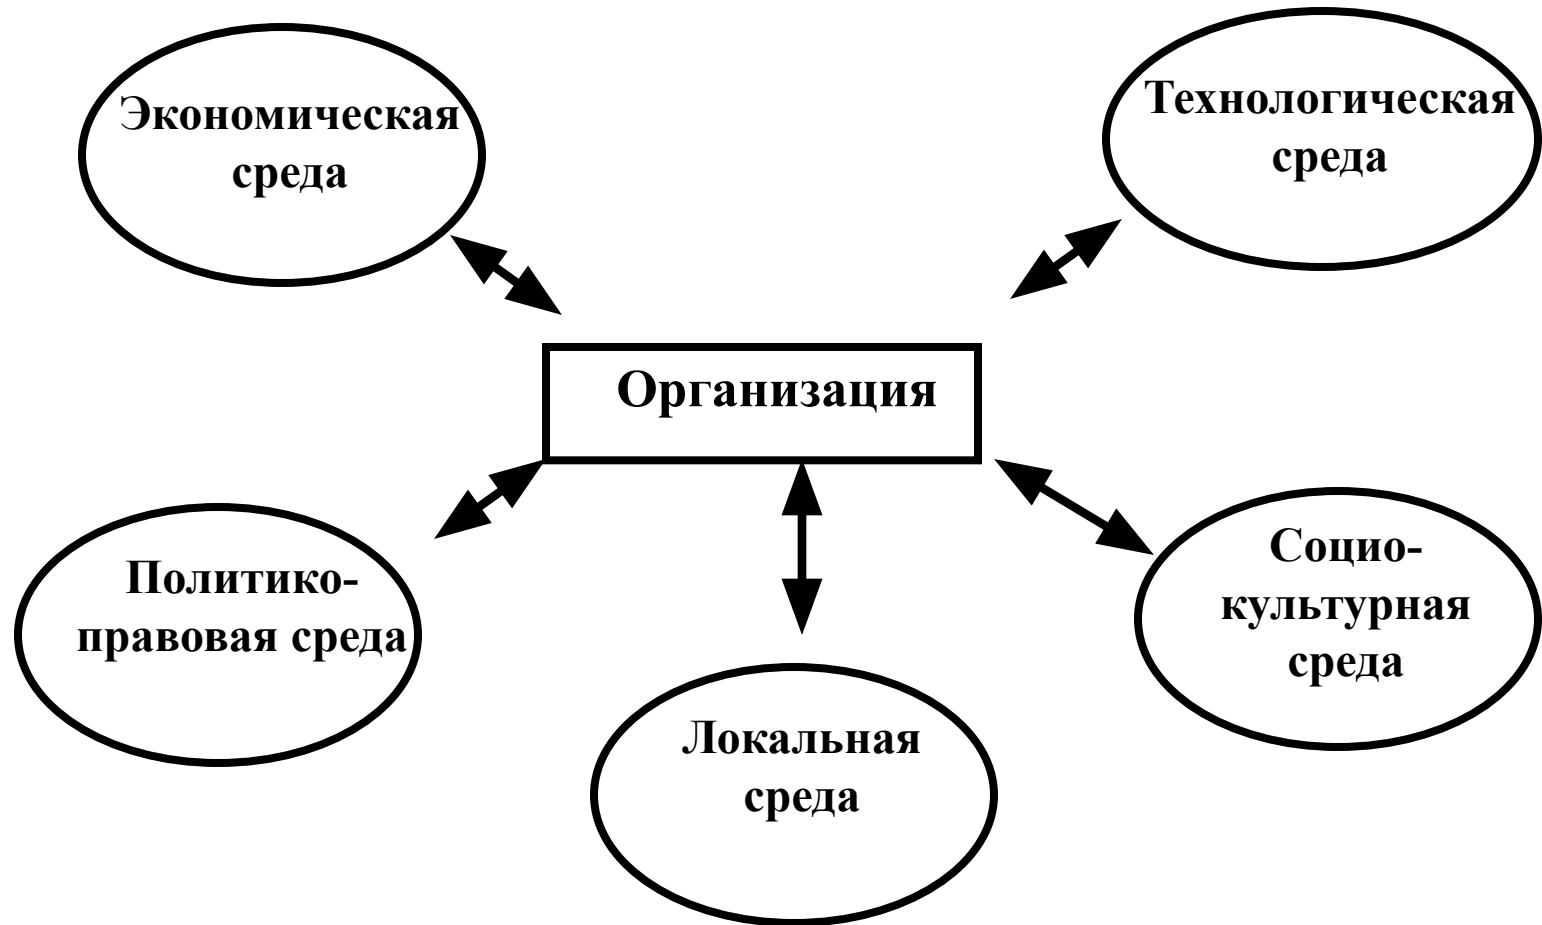 Экономическая
среда
Технологическая
среда
Организация
Политико-
правовая среда
Социо-
культурная
среда
Локальная
среда